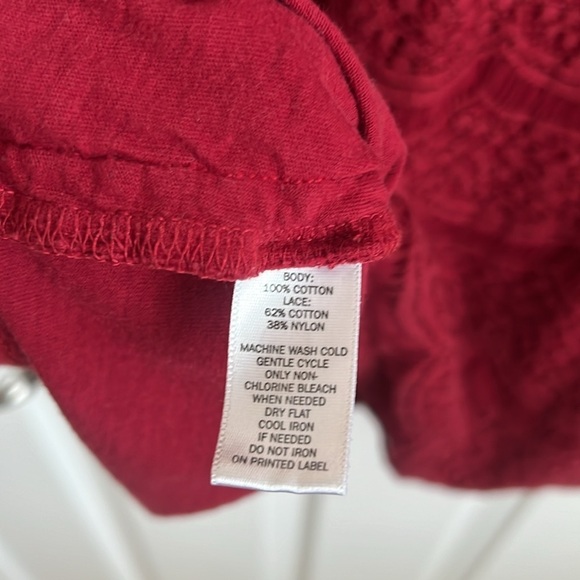 BODY:
100% COTTON
LACE:
62% COTTON
38% NYLON
MACHINE WASH COLD
GENTLE CYCLE
ONLY NON-
CHLORINE BLEACH
WHEN NEEDED
DRY FLAT
COOL IRON
IF NEEDED
DO NOT IRON
ON PRINTED LABEL